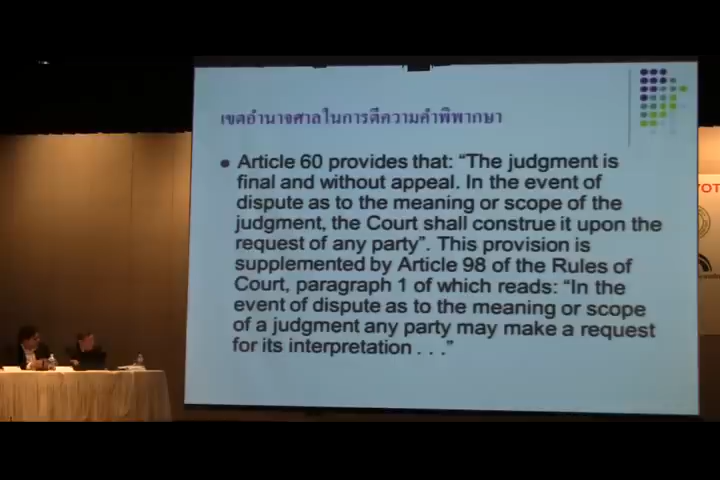 เขตอำนาจศาลในการตีความคำพิพากษา
Article 60 provides that: “The judgment is
final and without appeal. In the event of
dispute as to the meaning or scope of the
judgment, the Court shall construe it upon the
request of any party”. This provision is
supplemented by Article 98 of the Rules of
Court, paragraph 1 of which reads: “In the
event of dispute as to the meaning or scope
of a judgment any party may make a request
for its interpretation . . .”